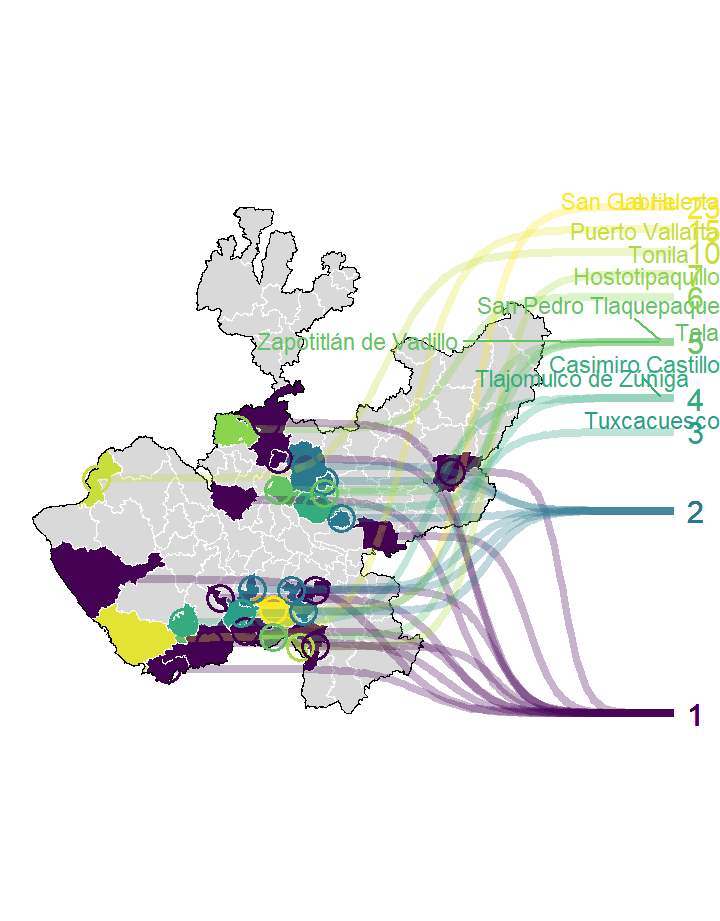 San Gabriel
La Huerta
23
Puerto Vallarta
15
Tonila
10
Hostotipaquillo
7
San Pedro Tlaquepaque
6
Zapotitlán de Vadillo
Tala
5
Casimiro Castillo
Tlajomulco de Zúñiga
4
Tuxcacuesco
3
2
1